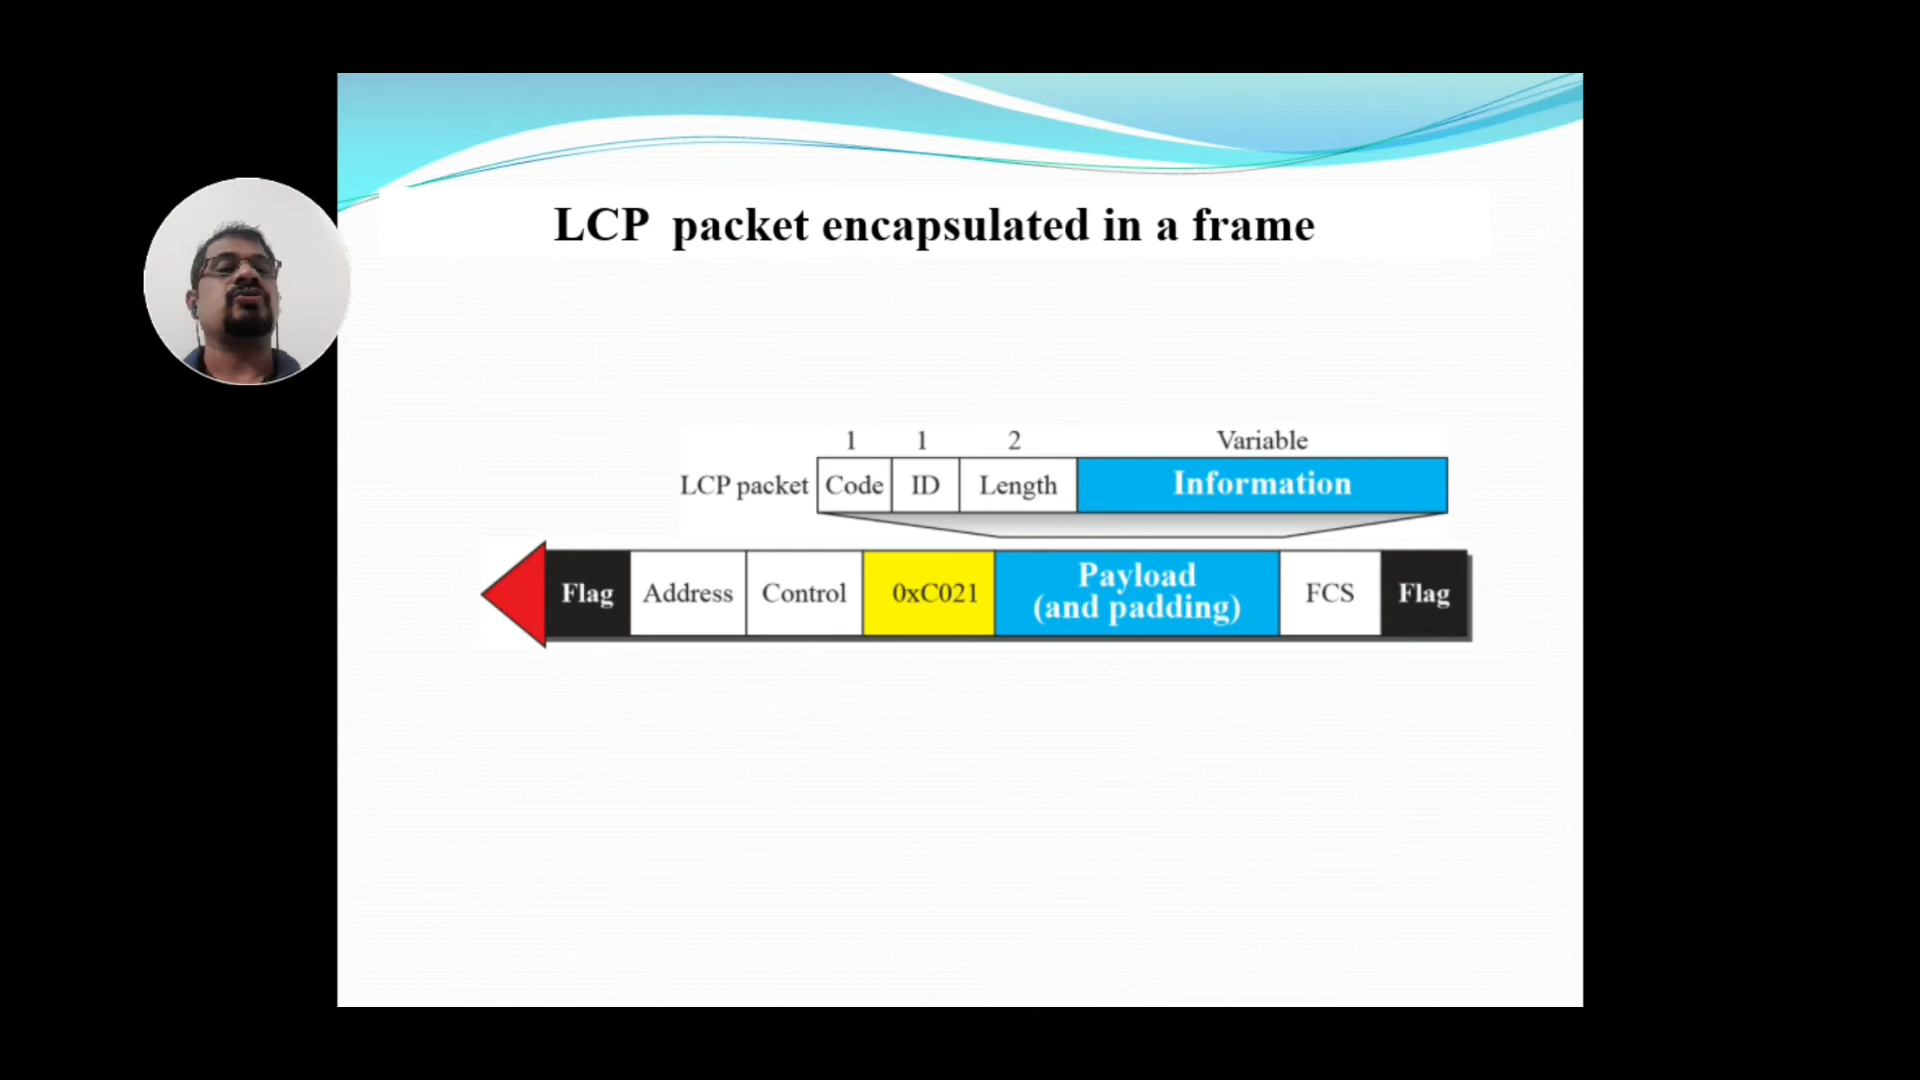 LCP packet encapsulated in a frame
1 1 2 Variable
LCP packet Code ID Length Information
Flag Address Control 0xC021 Payload (and padding) FCS Flag